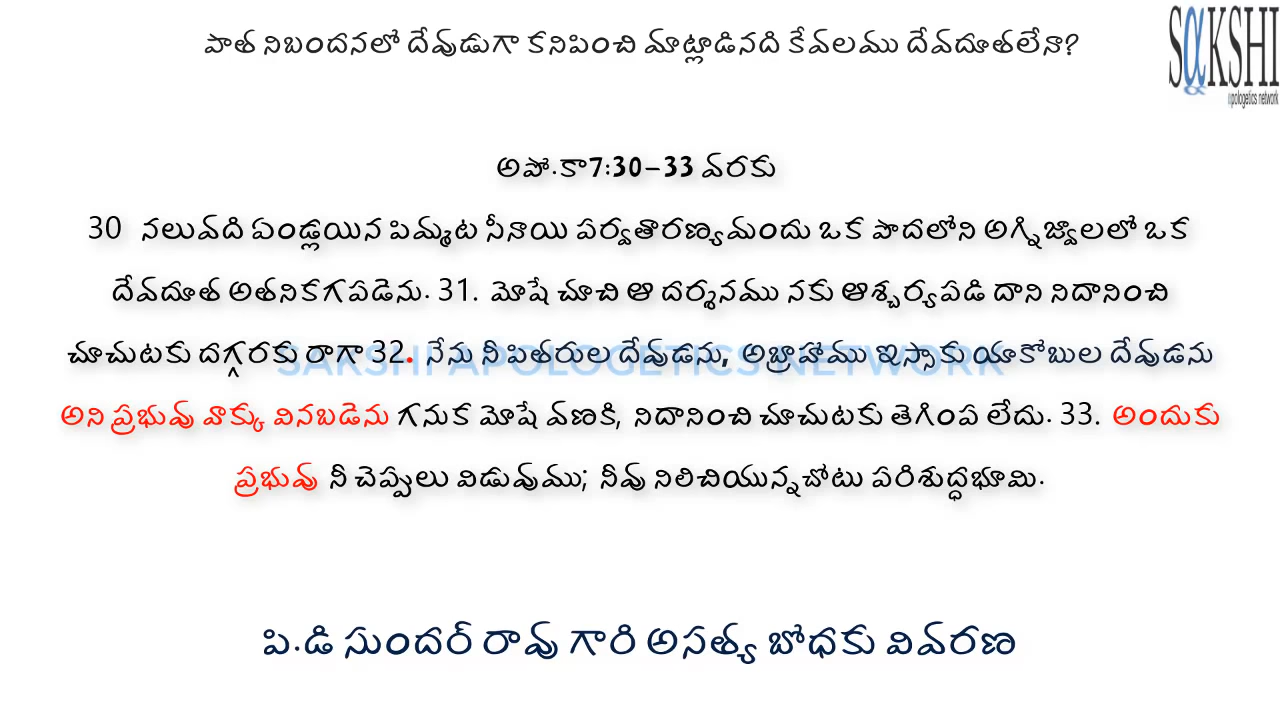 పాత నిబందనలో దేవుడుగా కనిపించి మాట్లాడినది కేవలము దేవదూతలేనా?
SaKSHI
apologetics network
అపో.కా7:30-33 వరకు
30 నలువది ఏండ్లయిన పిమ్మట సీనాయి పర్వతారణ్యమందు ఒక పొదలోని అగ్నిజ్వాలలో ఒక
దేవదూత అతనికగపడెను. 31. మోషే చూచి ఆ దర్శనము నకు ఆశ్చర్యపడి దాని నిదానించి
చూచుటకు దగ్గరకు రాగా 32. నేను నీపితరుల దేవుడను, అబ్రాహాము ఇస్సాకు యాకోబుల దేవుడను
SAKSHI APOLOGETICS NETWORK
అని ప్రభువు వాక్కు వినబడెను గనుక మోషే వణకి, నిదానించి చూచుటకు తెగింప లేదు. 33. అందుకు
ప్రభువు నీ చెప్పులు విడువుము; నీవు నిలిచియున్నచోటు పరిశుద్ధభూమి.
పి.డి సుందర్ రావు గారి అసత్య బోధకు వివరణ